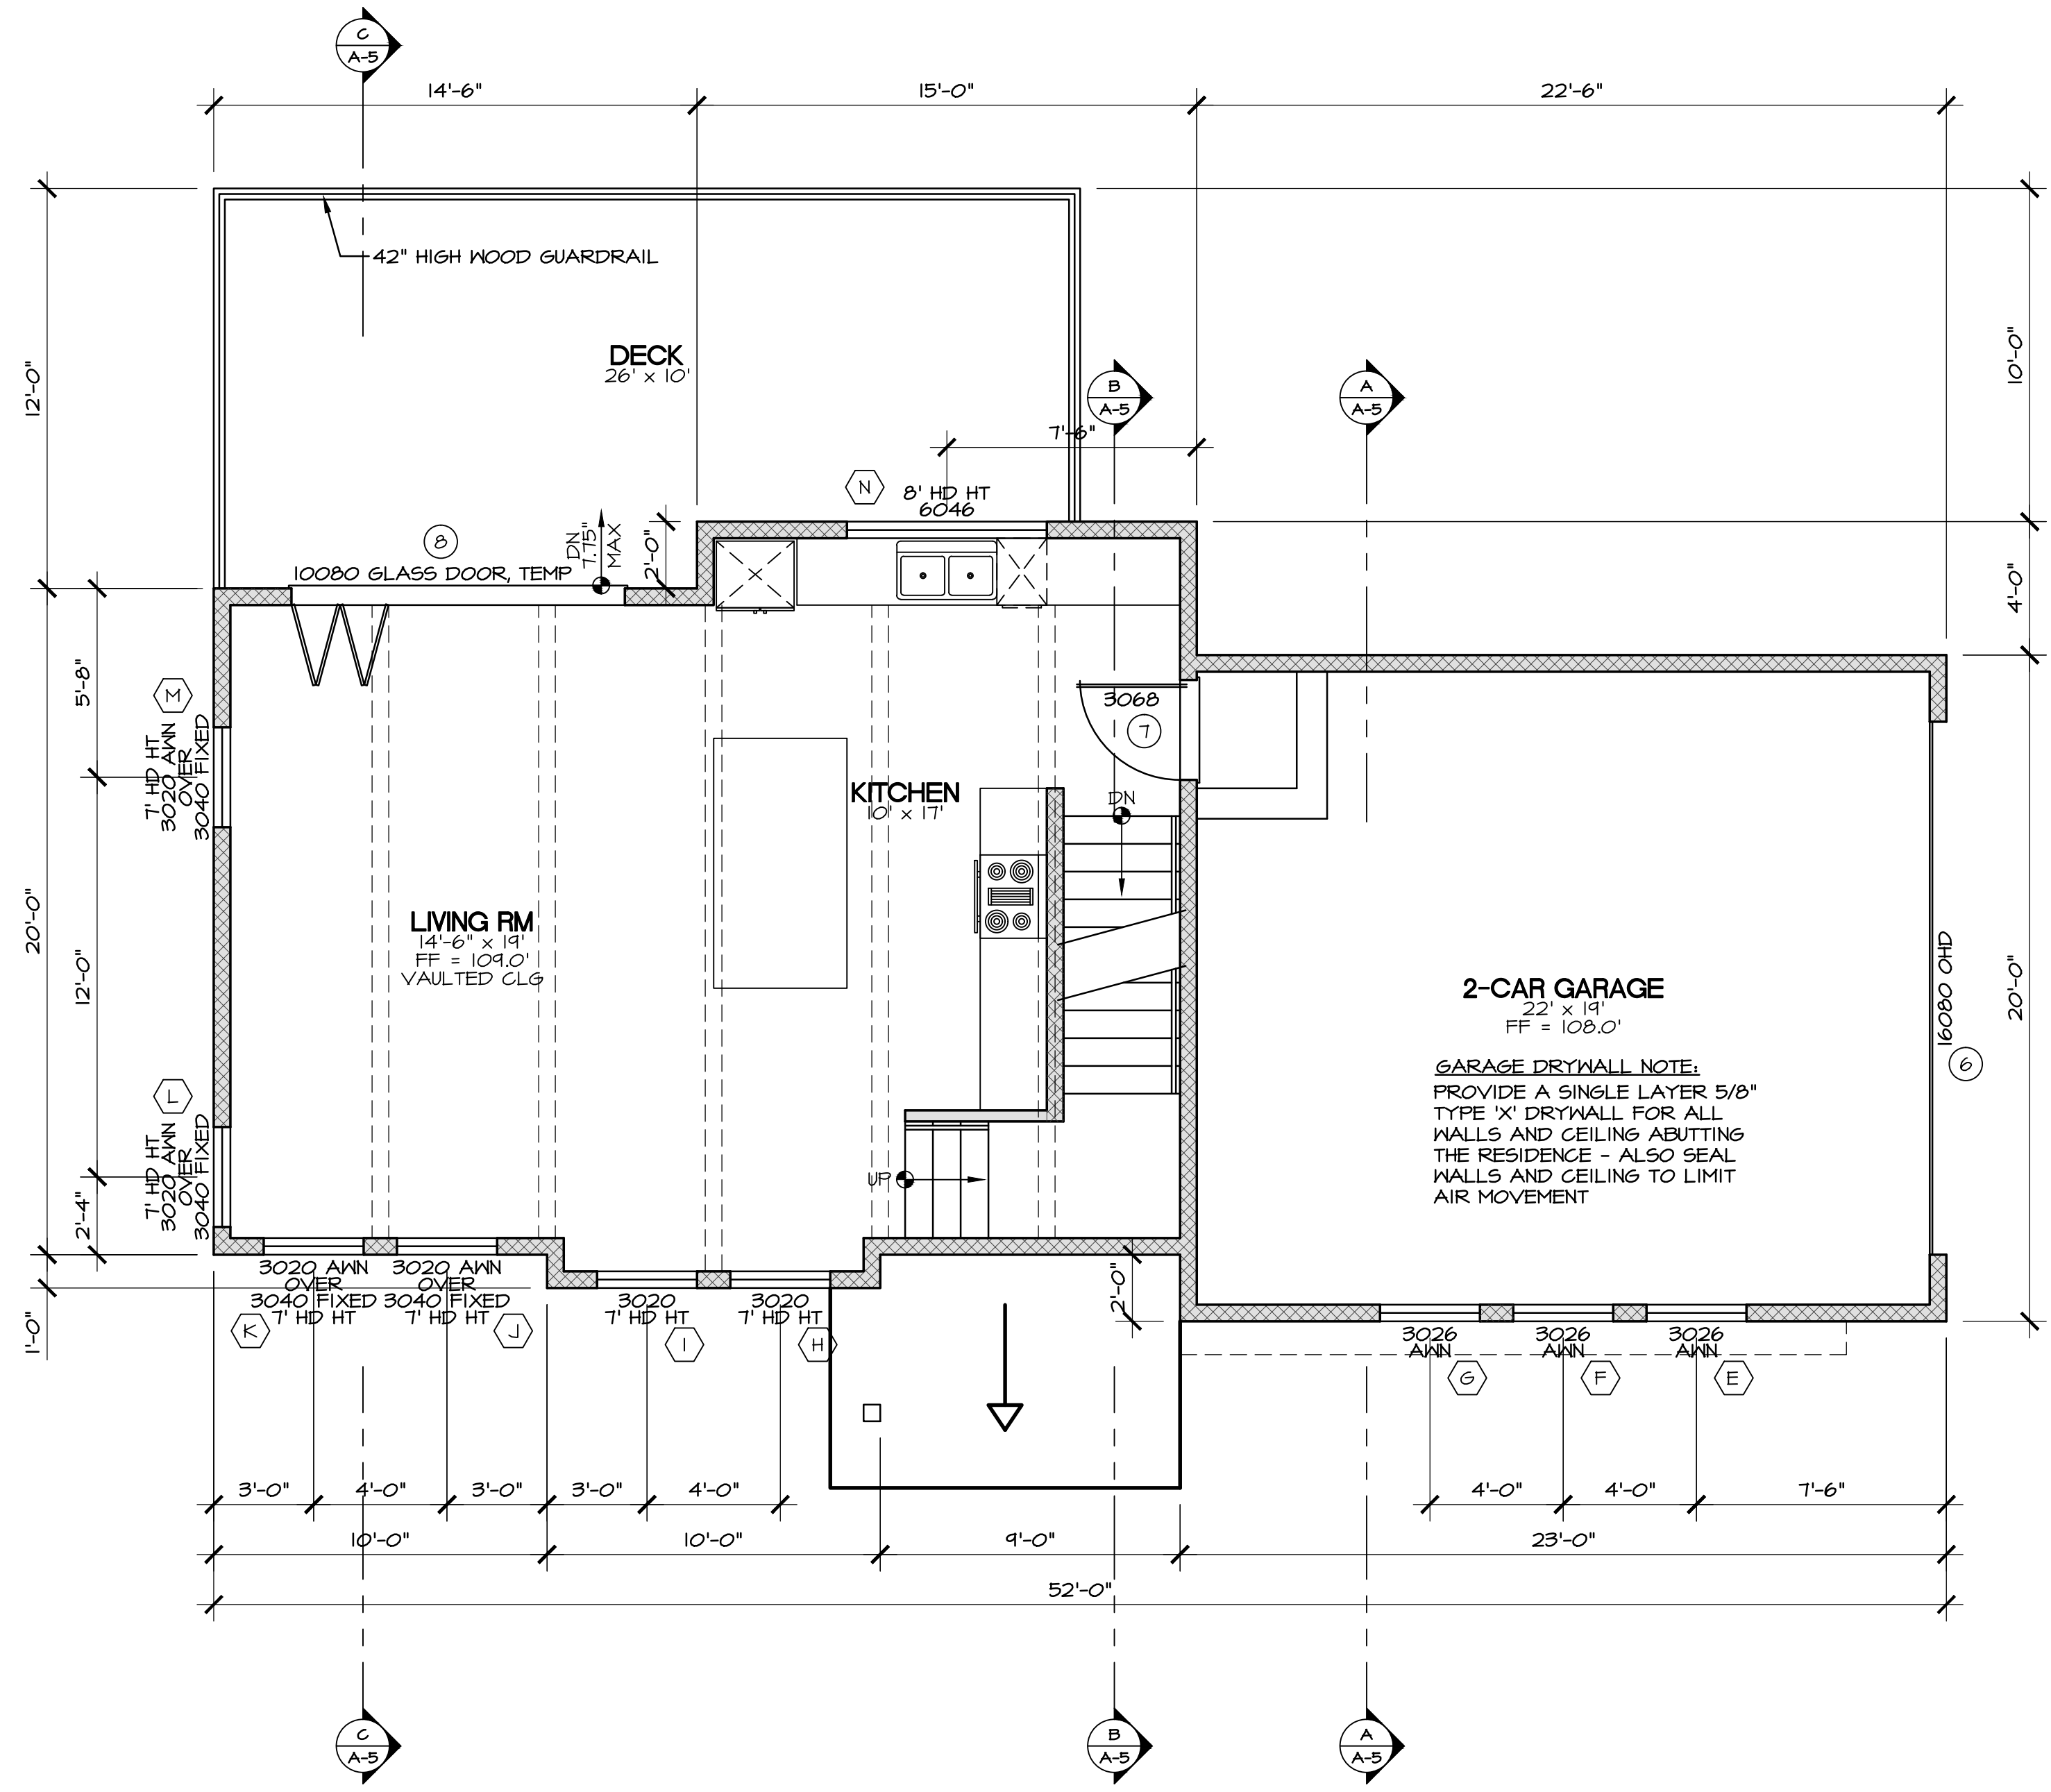 C
A-5
14'-6"
15'-0"
22'-6"
42" HIGH WOOD GUARDRAIL
DECK
26' x 10'
12'-0"
10'-0"
B
A-5
A
A-5
7'-6"
N
8' HD HT
6046
8
10080 GLASS DOOR, TEMP
DN
7.75"
MAX
2'-0"
4'-0"
5'-8"
M
7' HD HT
3020 AWN
OVER
3040 FIXED
3068
7
KITCHEN
10' x 17'
DN
20'-0"
12'-0"
LIVING RM
14'-6" x 19'
FF = 109.0'
VAULTED CLG
2-CAR GARAGE
22' x 19'
FF = 108.0'
GARAGE DRYWALL NOTE:
PROVIDE A SINGLE LAYER 5/8"
TYPE 'X' DRYWALL FOR ALL
WALLS AND CEILING ABUTTING
THE RESIDENCE - ALSO SEAL
WALLS AND CEILING TO LIMIT
AIR MOVEMENT
16080 OHD
6
20'-0"
L
7' HD HT
3020 AWN
OVER
3040 FIXED
2'-4"
UP
1'-0"
3020 AWN
OVER
3040 FIXED
7' HD HT
K
3020 AWN
OVER
3040 FIXED
7' HD HT
J
3020
7' HD HT
I
3020
7' HD HT
H
2'-0"
3026
AWN
G
3026
AWN
F
3026
AWN
E
3'-0"
4'-0"
3'-0"
3'-0"
4'-0"
4'-0"
4'-0"
7'-6"
10'-0"
10'-0"
9'-0"
23'-0"
52'-0"
C
A-5
B
A-5
A
A-5